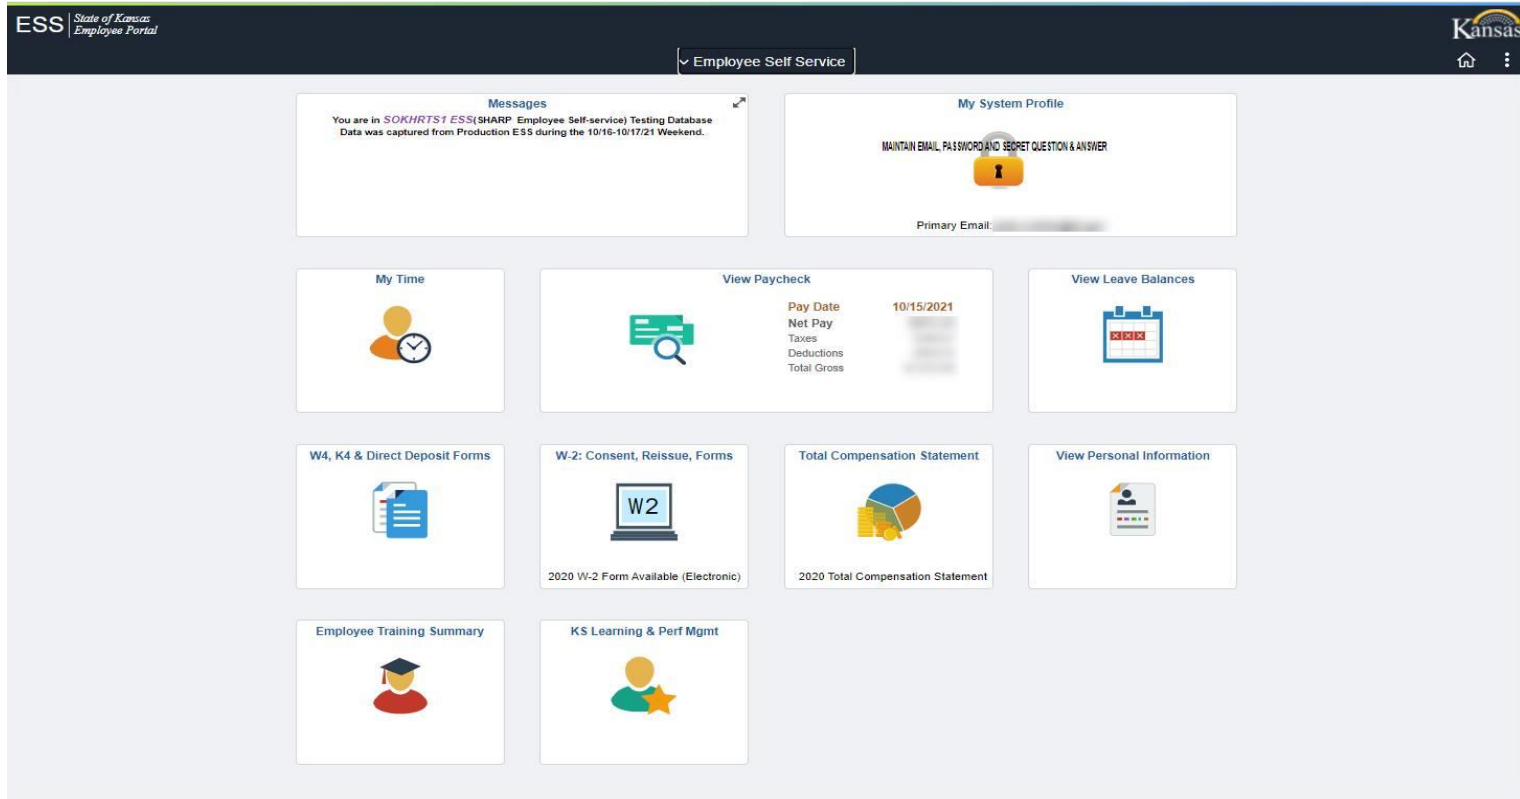 ESS
State of Kansas
Employee Portal
Kansas
Employee Self Service
Messages
You are in SOKHRTS1 ESS(SHARP Employee Self-service) Testing Database
Data was captured from Production ESS during the 10/16-10/17/21 Weekend.
My System Profile
MAINTAIN EMAIL, PASSWORD AND SECRET QUESTION & ANSWER
Primary Email:
My Time
View Paycheck
Pay Date 10/15/2021
Net Pay
Taxes
Deductions
Total Gross
View Leave Balances
W4, K4 & Direct Deposit Forms
W-2: Consent, Reissue, Forms
W2
2020 W-2 Form Available (Electronic)
Total Compensation Statement
2020 Total Compensation Statement
View Personal Information
Employee Training Summary
KS Learning & Perf Mgmt